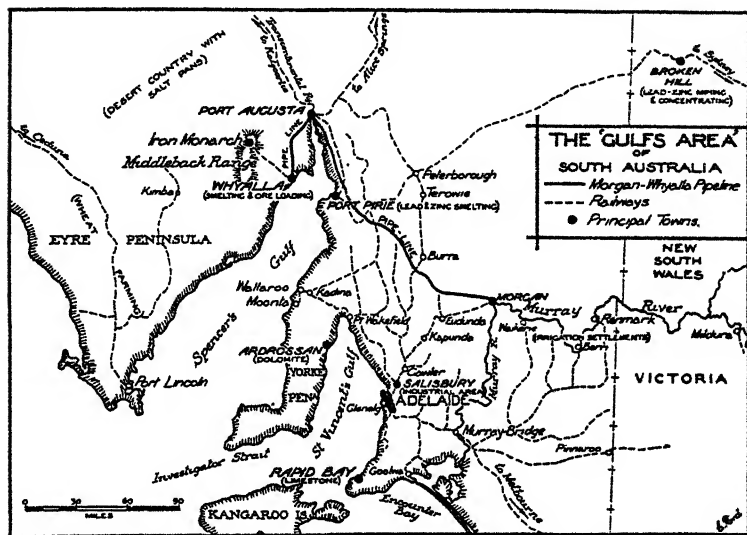 (DESERT COUNTRY WITH
SALT PANS)
Transcontinental Ry.
to Kalgoorlie
to Alice Springs
to Sydney
BROKEN
HILL
(LEAD-ZINC MINING
& CONCENTRATING)
PORT AUGUSTA
to Ceduna
Iron Monarch
Middleback Range
PIPE LINE
Kimba
WHYALLA
(SMELTING & ORE LOADING)
Peterborough
Terowie
PORT PIRIE (LEAD & ZINC SMELTING)
THE 'GULFS AREA'
OF
SOUTH AUSTRALIA
Morgan-Whyalla Pipeline
Railways
Principal Towns.
WHEAT FARMING
EYRE PENINSULA
PIPE-LINE
Burra
NEW
SOUTH
WALES
Spencer's Gulf
Wallaroo
Moonta
Kadina
Pt Wakefield
MORGAN
Murray River
Eudunda
Waikerie
Renmark
Kapunda
(IRRIGATION SETTLEMENTS)
Berri
Mildura
ARDROSSAN
(DOLOMITE)
YORKE
PEN.
Port Lincoln
St Vincent's Gulf
Gawler
SALISBURY
(INDUSTRIAL AREA)
ADELAIDE
Glenelg
Murray R.
VICTORIA
Murray Bridge
Pinnaroo
Investigator Strait
RAPID BAY
(LIMESTONE)
Goolwa
to Melbourne
Encounter
Bay
KANGAROO IS.
0 30 60 90
MILES